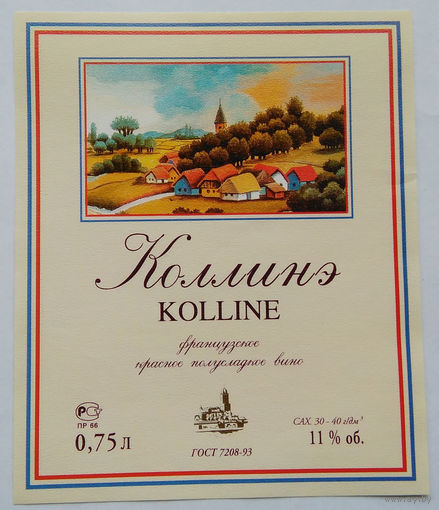 Коллинэ
KOLLINE
французское
красное полусладкое вино
ПР 66
0,75 л
ГОСТ 7208-93
САХ. 30 - 40 г/дм³
11 % об.